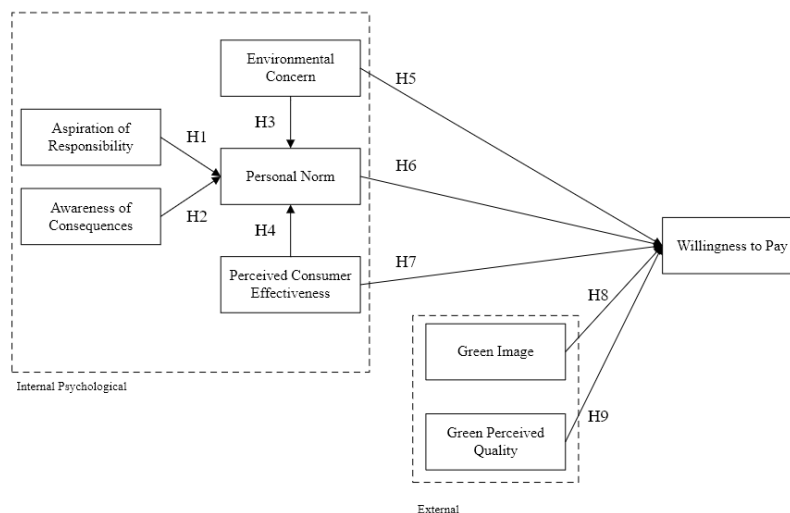 Environmental
Concern
H5
Aspiration of
Responsibility
H1
H3
Personal Norm
H6
Awareness of
Consequences
H2
H4
Willingness to Pay
Perceived Consumer
Effectiveness
H7
H8
Green Image
Internal Psychological
H9
Green Perceived
Quality
External